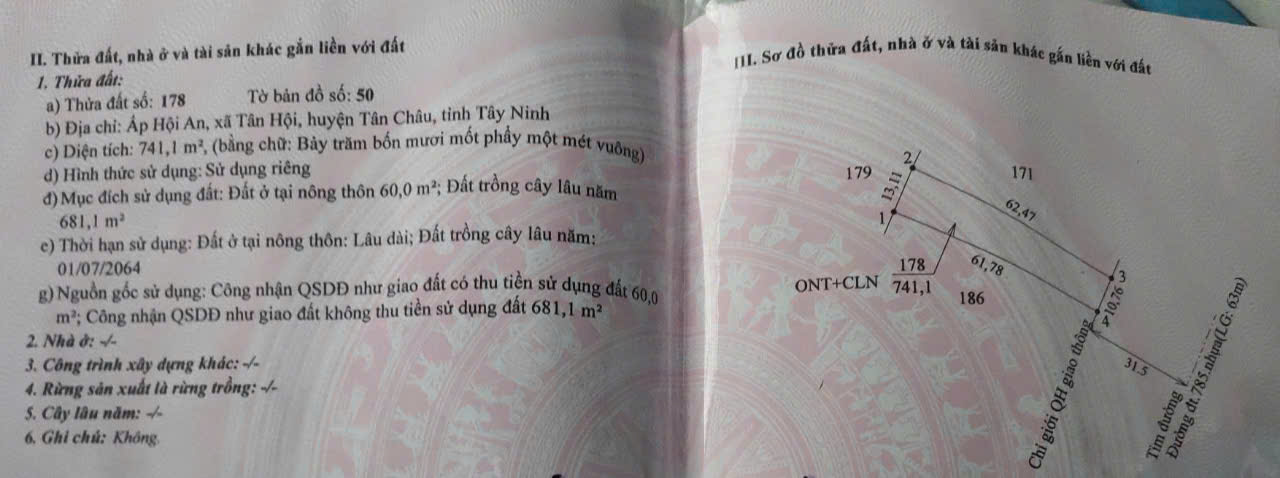 II. Thửa đất, nhà ở và tài sản khác gắn liền với đất
1. Thửa đất:
a) Thửa đất số: 178 Tờ bản đồ số: 50
b) Địa chỉ: Ấp Hội An, xã Tân Hội, huyện Tân Châu, tỉnh Tây Ninh
c) Diện tích: 741,1 m², (bằng chữ: Bảy trăm bốn mươi mốt phẩy một mét vuông)
d) Hình thức sử dụng: Sử dụng riêng
đ) Mục đích sử dụng đất: Đất ở tại nông thôn 60,0 m²; Đất trồng cây lâu năm
681,1 m²
e) Thời hạn sử dụng: Đất ở tại nông thôn: Lâu dài; Đất trồng cây lâu năm:
01/07/2064
g) Nguồn gốc sử dụng: Công nhận QSDĐ như giao đất có thu tiền sử dụng đất 60,0
m²; Công nhận QSDĐ như giao đất không thu tiền sử dụng đất 681,1 m²
2. Nhà ở: -/-
3. Công trình xây dựng khác: -/-
4. Rừng sản xuất là rừng trồng: -/-
5. Cây lâu năm: -/-
6. Ghi chú: Không.
III. Sơ đồ thửa đất, nhà ở và tài sản khác gắn liền với đất
179
2
171
13,11
62,47
1
61,78
3
ONT+CLN
178
741,1
186
10,76
4
31.5
Chỉ giới QH giao thông
Tim đường
Đường đt.785.nhựa(LG: 63m)